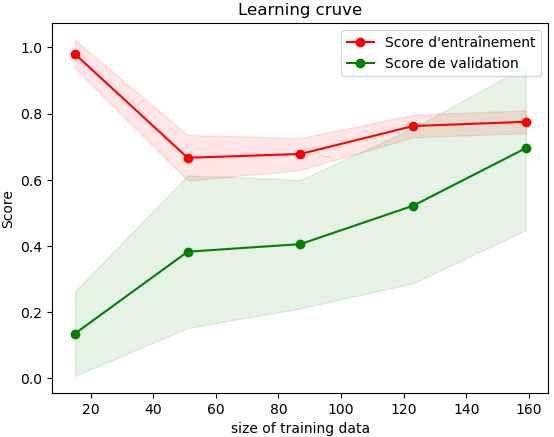 Learning cruve
Score d'entraînement
Score de validation
Score
1.0
0.8
0.6
0.4
0.2
0.0
20 40 60 80 100 120 140 160
size of training data